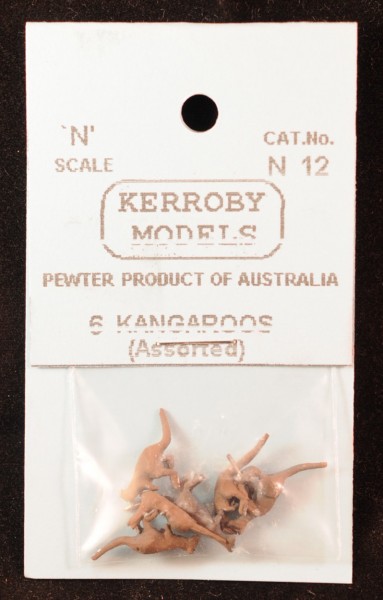 `N'
SCALE
CAT.No.
N 12
KERROBY
MODELS
PEWTER PRODUCT OF AUSTRALIA
6 KANGAROOS
(Assorted)